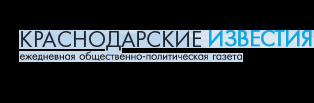 КРАСНОДАРСКИЕ ИЗВЕСТИЯ
ежедневная общественно-политическая газета